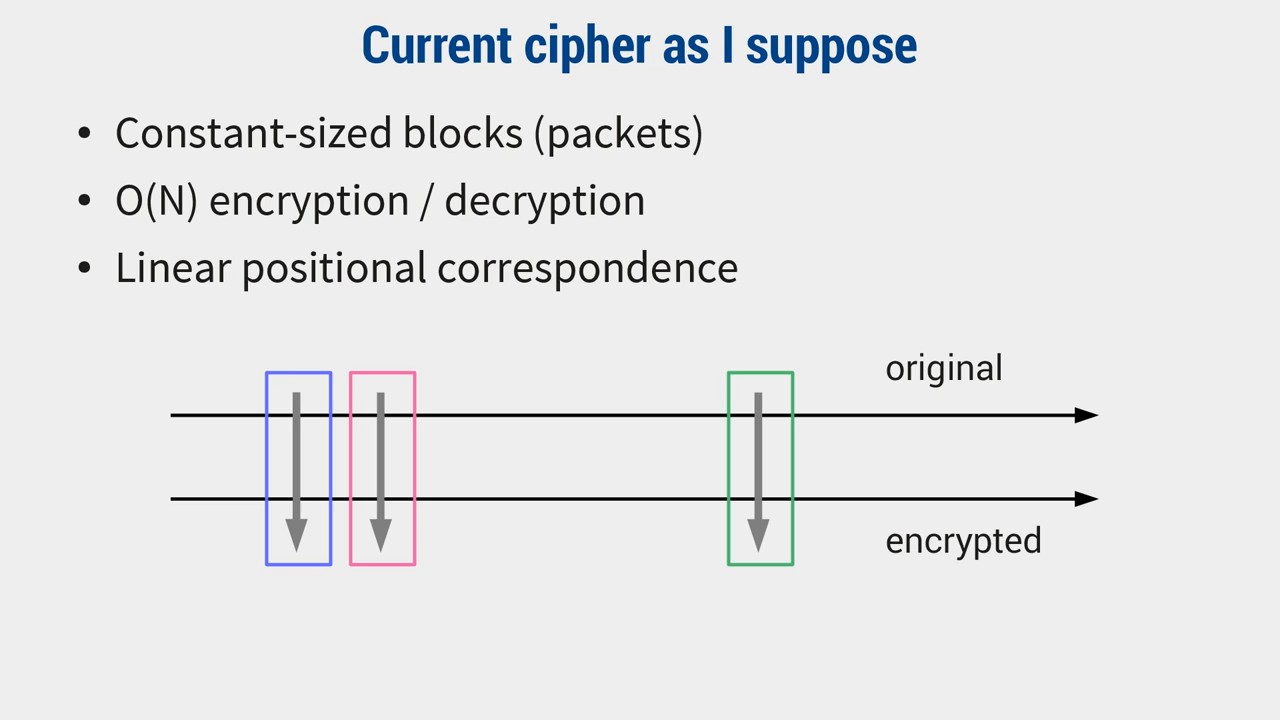 Current cipher as I suppose
• Constant-sized blocks (packets)
• O(N) encryption / decryption
• Linear positional correspondence
original
encrypted